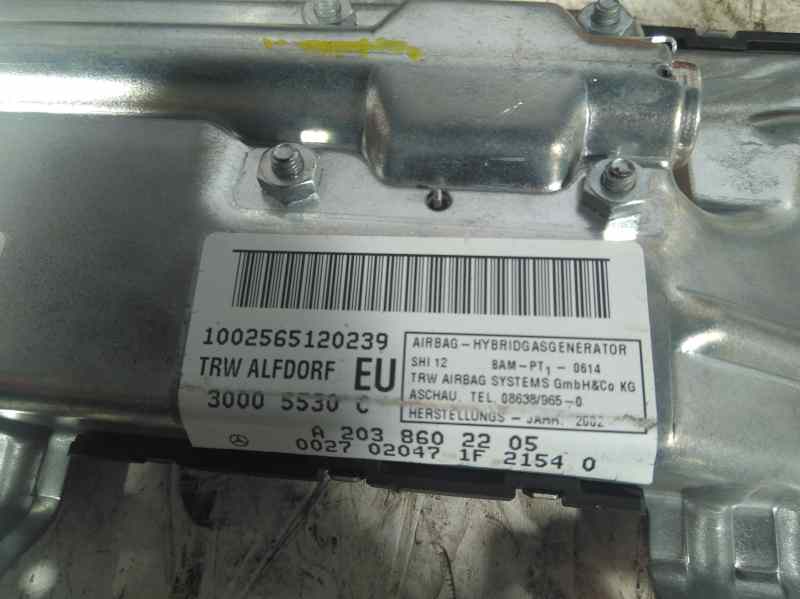 1002565120239
TRW ALFDORF EU
3000 5530 C
AIRBAG-HYBRIDGASGENERATOR
SHI 12 BAM-PT1-0614
TRW AIRBAG SYSTEMS GmbH&Co KG
ASCHAU. TEL. 08638/965-0
HERSTELLUNGS-JAHR: 2002
A 203 860 22 05
0027 02047 1F 2154 0